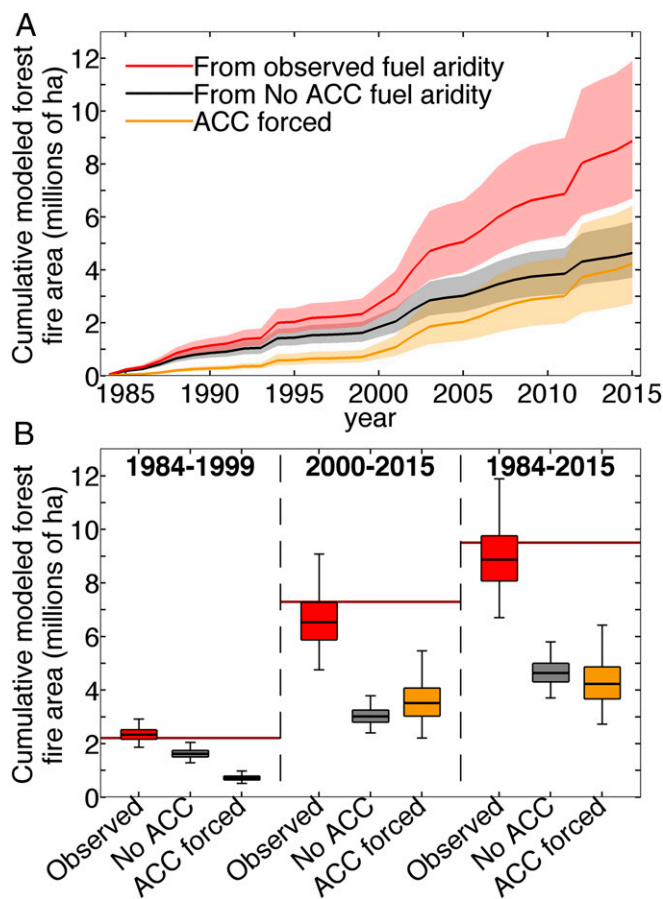 A
Cumulative modeled forest
fire area (millions of ha)
12
10
8
6
4
2
0
From observed fuel aridity
From No ACC fuel aridity
ACC forced
1985 1990 1995 2000 2005 2010 2015
year
B
Cumulative modeled forest
fire area (millions of ha)
12
10
8
6
4
2
0
1984-1999 2000-2015 1984-2015
Observed No ACC ACC forced Observed No ACC ACC forced Observed No ACC ACC forced